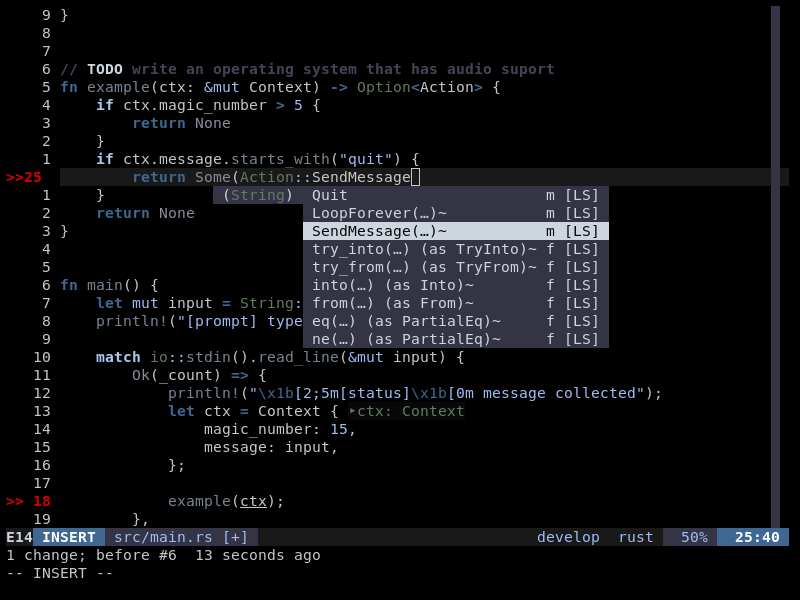 9 }
8
7
6 // TODO write an operating system that has audio suport
5 fn example(ctx: &mut Context) -> Option<Action> {
4     if ctx.magic_number > 5 {
3         return None
2     }
1     if ctx.message.starts_with("quit") {
>>25         return Some(Action::SendMessage
1     }             (String)  Quit                      m [LS]
2     return None             LoopForever(…)~           m [LS]
3 }                           SendMessage(…)~           m [LS]
4                             try_into(…) (as TryInto)~ f [LS]
5                             try_from(…) (as TryFrom)~ f [LS]
6 fn main() {                 into(…) (as Into)~        f [LS]
7     let mut input = String: from(…) (as From)~        f [LS]
8     println!("[prompt] type eq(…) (as PartialEq)~     f [LS]
9                             ne(…) (as PartialEq)~     f [LS]
10     match io::stdin().read_line(&mut input) {
11         Ok(_count) => {
12             println!("\x1b[2;5m[status]\x1b[0m message collected");
13             let ctx = Context { ▸ctx: Context
14                 magic_number: 15,
15                 message: input,
16             };
17
>> 18             example(ctx);
19         },
E14 INSERT  src/main.rs [+]  develop  rust  50%  25:40
1 change; before #6  13 seconds ago
-- INSERT --